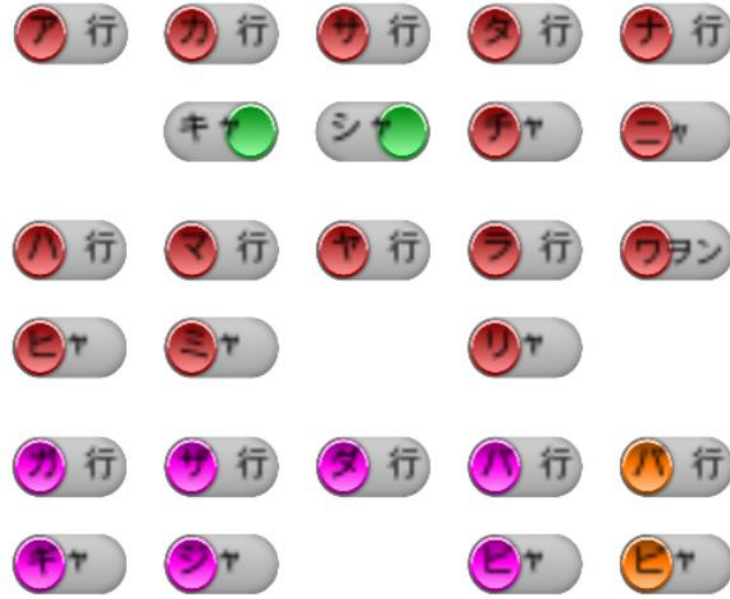 ア行 カ行 サ行 タ行 ナ行
キャ シャ チャ ニャ
ハ行 マ行 ヤ行 ラ行 ワヲン
ヒャ ミャ リャ
ガ行 ザ行 ダ行 バ行 パ行
ギャ ジャ ビャ ピャ